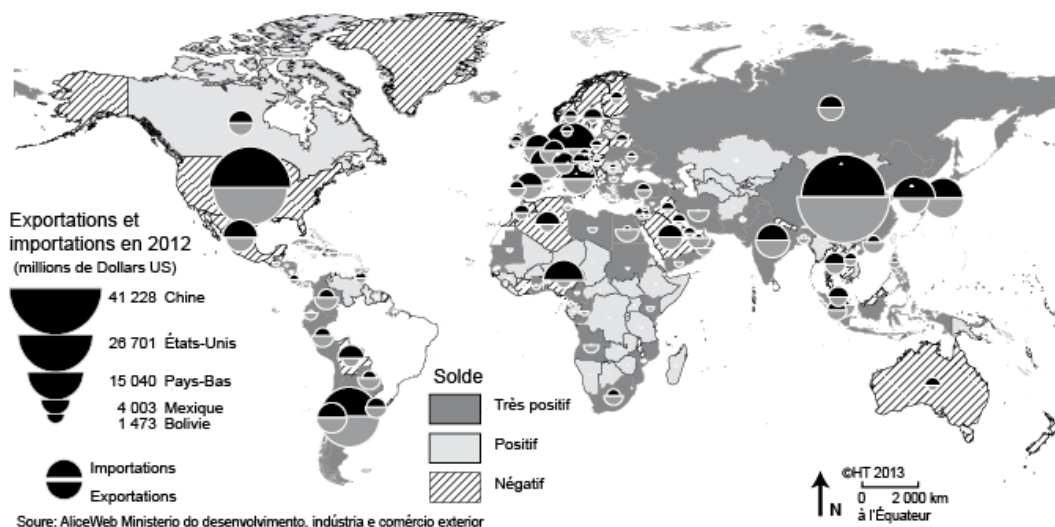 Exportations et
importations en 2012
(millions de Dollars US)
41 228 Chine
26 701 États-Unis
15 040 Pays-Bas
4 003 Mexique
1 473 Bolivie
Importations
Exportations
Solde
Très positif
Positif
Négatif
©HT 2013
0 2 000 km
à l'Équateur
N
Soure: AliceWeb Ministerio do desenvolvimento, indústria e comércio exterior